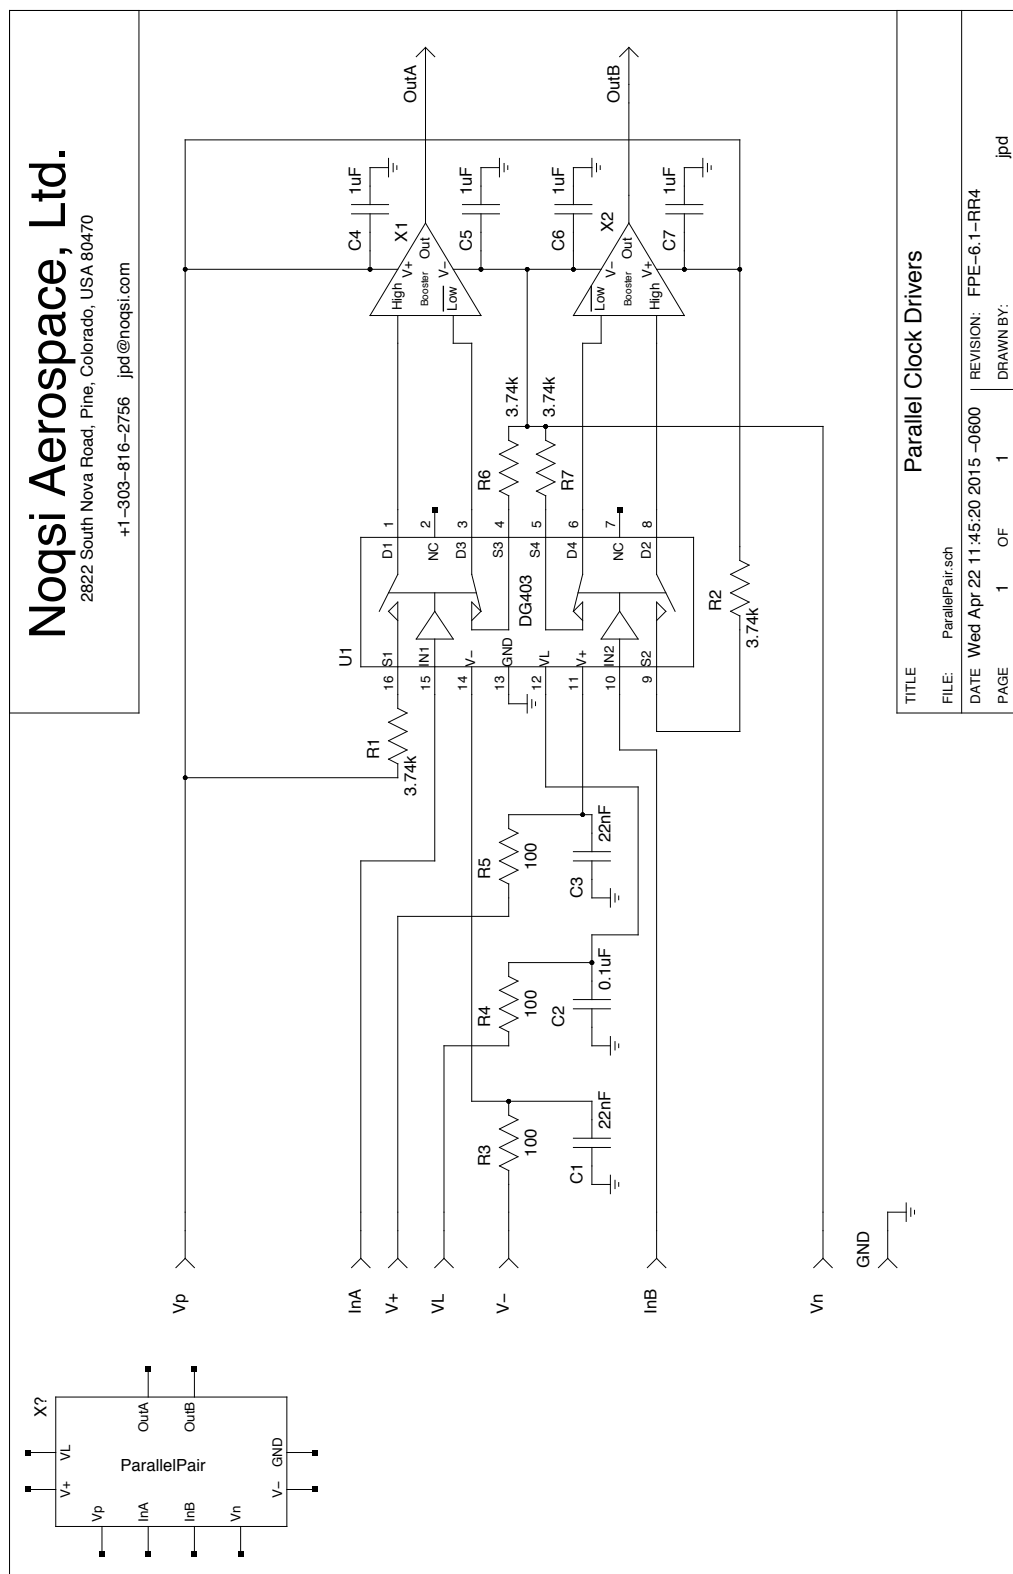 Noqsi Aerospace, Ltd.
2822 South Nova Road, Pine, Colorado, USA 80470
+1−303−816−2756 jpd@noqsi.com
X?
V+
VL
Vp
InA
InB
Vn
ParallelPair
OutA
OutB
V−
GND
Vp
InA
V+
VL
V−
InB
Vn
GND
R3
100
C1
22nF
R4
100
C2
0.1uF
R5
100
C3
22nF
R1
3.74k
U1
16
S1
15
IN1
14
V−
13
GND
12
VL
11
V+
10
IN2
9
S2
DG403
D1
1
NC
2
D3
3
S3
4
S4
5
D4
6
NC
7
D2
8
R2
3.74k
R6
3.74k
R7
3.74k
C4
1uF
X1
High
V+
Booster
Out
Low
V−
C5
1uF
C6
1uF
X2
Low
V−
Booster
Out
High
V+
C7
1uF
OutA
OutB
TITLE
Parallel Clock Drivers
FILE: ParallelPair.sch
REVISION: FPE−6.1−RR4
DATE Wed Apr 22 11:45:20 2015 −0600
PAGE 1 OF 1
DRAWN BY: jpd